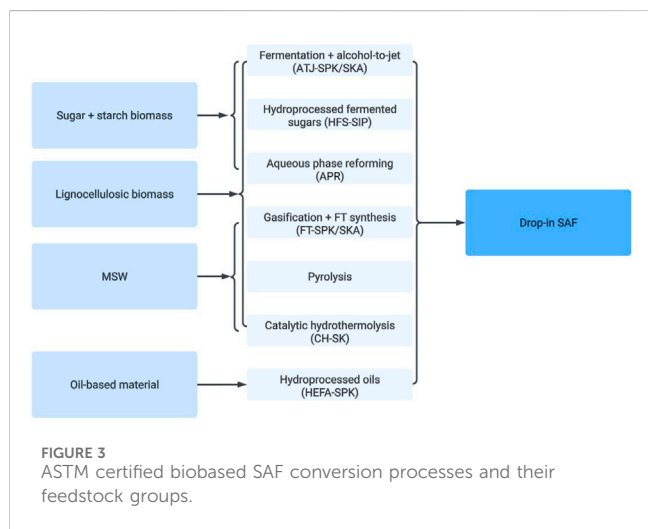 Fermentation + alcohol-to-jet
(ATJ-SPK/SKA)
Sugar + starch biomass
Hydroprocessed fermented
sugars (HFS-SIP)
Aqueous phase reforming
(APR)
Lignocellulosic biomass
Gasification + FT synthesis
(FT-SPK/SKA)
Drop-in SAF
MSW
Pyrolysis
Catalytic hydrothermolysis
(CH-SK)
Oil-based material
Hydroprocessed oils
(HEFA-SPK)
FIGURE 3
ASTM certified biobased SAF conversion processes and their
feedstock groups.